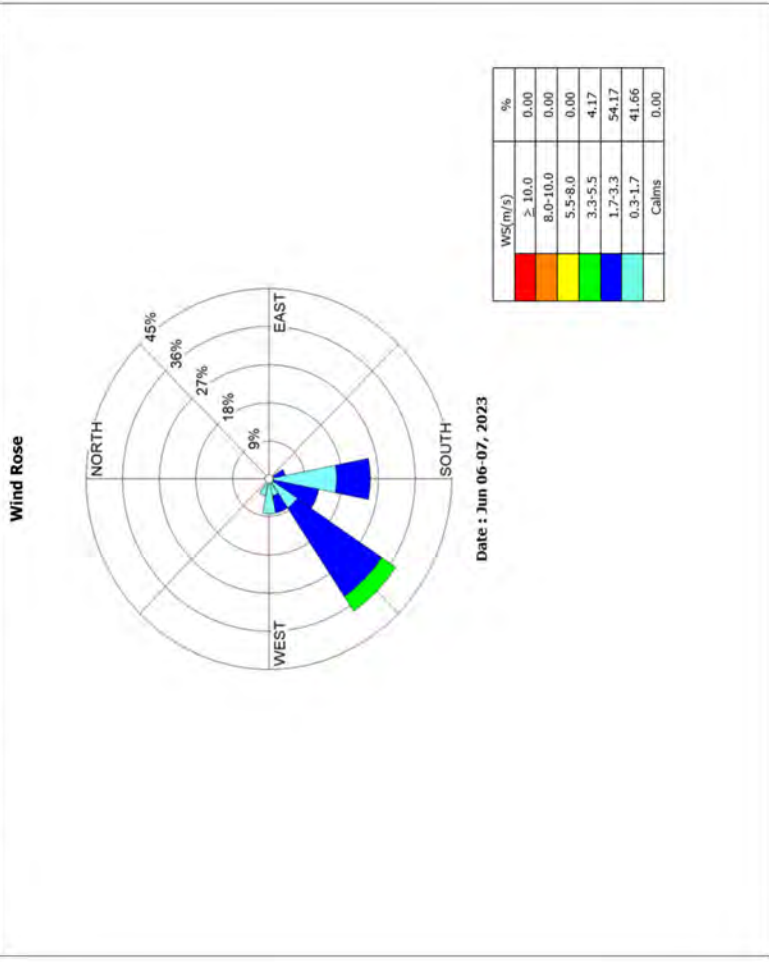 Wind Rose
NORTH
EAST
SOUTH
WEST
9%
18%
27%
36%
45%
Date : Jun 06-07, 2023
WS(m/s) %
≥ 10.0 0.00
8.0-10.0 0.00
5.5-8.0 0.00
3.3-5.5 4.17
1.7-3.3 54.17
0.3-1.7 41.66
Calms 0.00